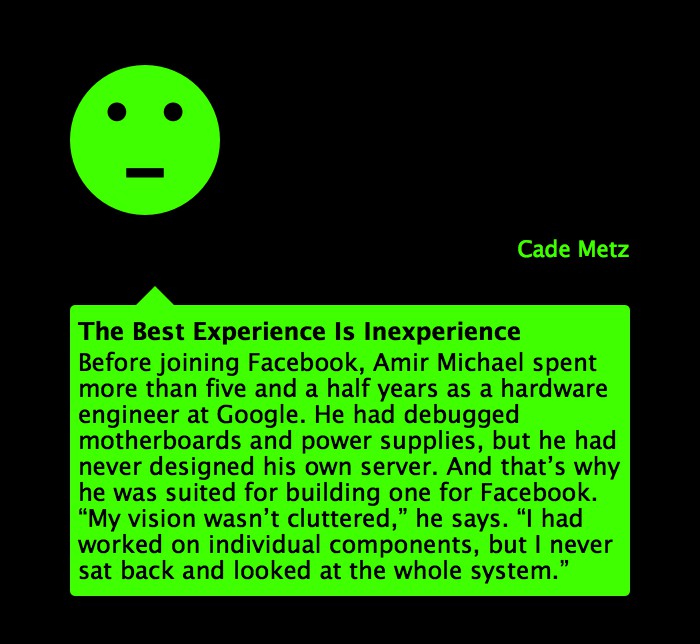 Cade Metz
The Best Experience Is Inexperience
Before joining Facebook, Amir Michael spent
more than five and a half years as a hardware
engineer at Google. He had debugged
motherboards and power supplies, but he had
never designed his own server. And that’s why
he was suited for building one for Facebook.
“My vision wasn’t cluttered,” he says. “I had
worked on individual components, but I never
sat back and looked at the whole system.”